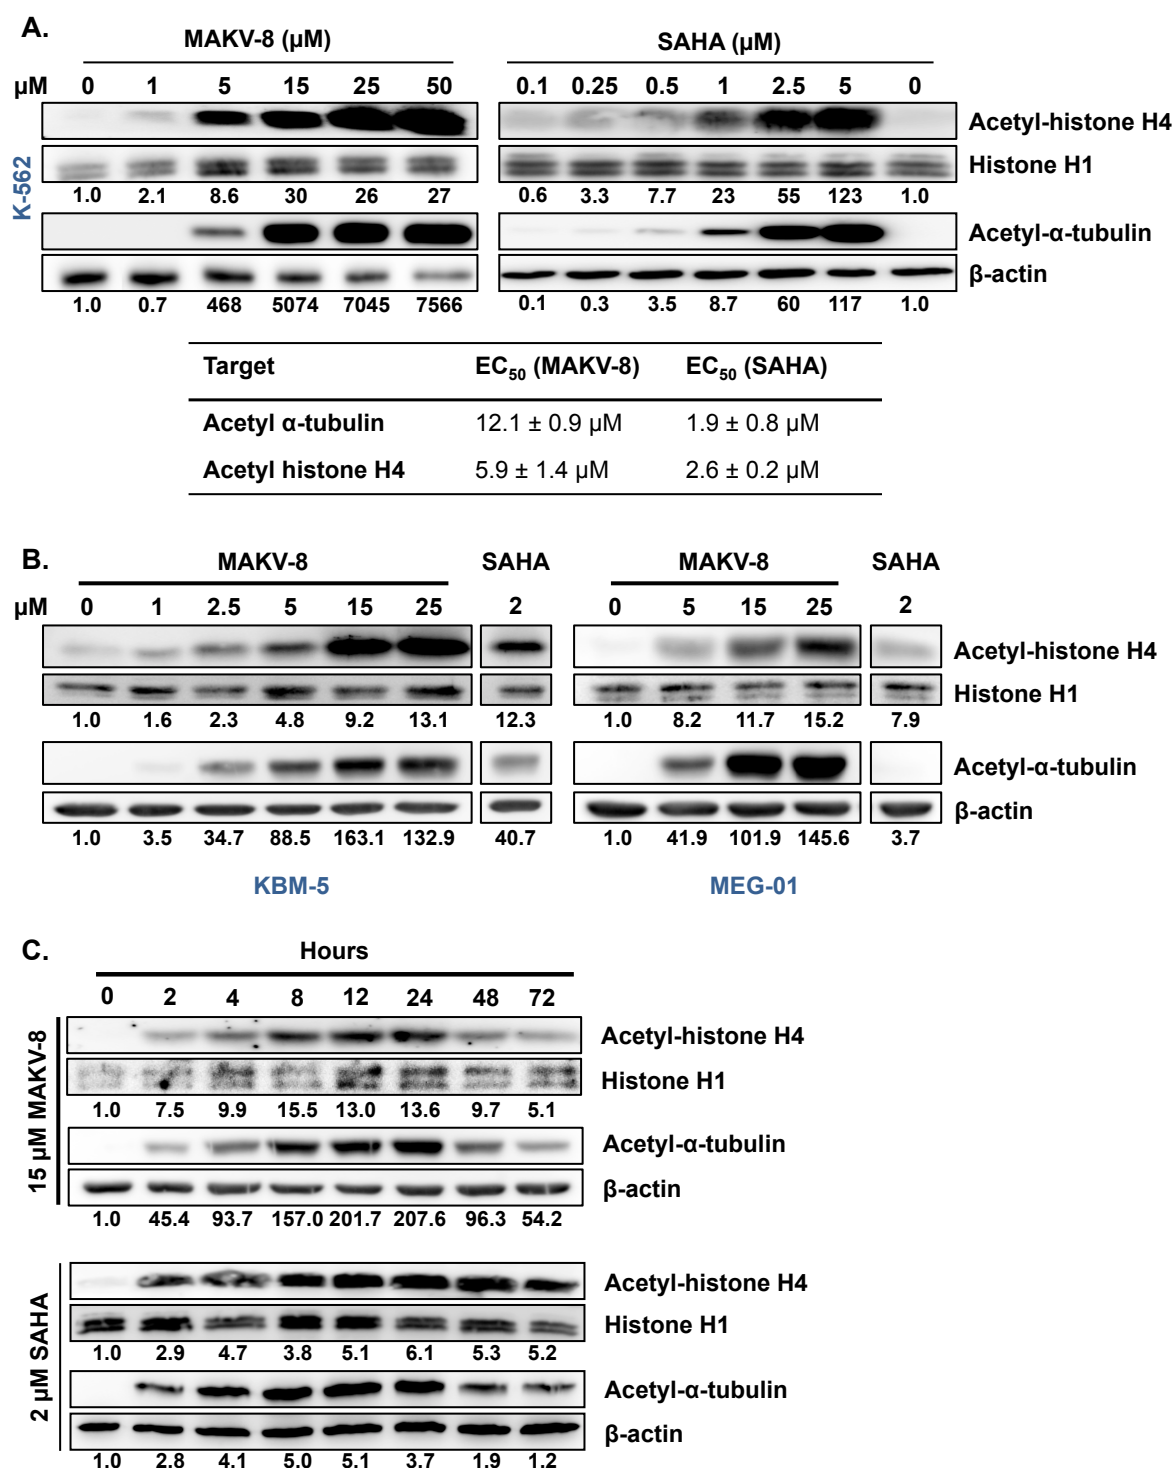 A.
MAKV-8 (µM)
SAHA (µM)
µM 0 1 5 15 25 50
0.1 0.25 0.5 1 2.5 5 0
K-562
Acetyl-histone H4
Histone H1
1.0 2.1 8.6 30 26 27
0.6 3.3 7.7 23 55 123 1.0
Acetyl-α-tubulin
β-actin
1.0 0.7 468 5074 7045 7566
0.1 0.3 3.5 8.7 60 117 1.0
Target EC50 (MAKV-8) EC50 (SAHA)
Acetyl α-tubulin 12.1 ± 0.9 µM 1.9 ± 0.8 µM
Acetyl histone H4 5.9 ± 1.4 µM 2.6 ± 0.2 µM
B.
MAKV-8 SAHA MAKV-8 SAHA
µM 0 1 2.5 5 15 25 2 0 5 15 25 2
Acetyl-histone H4
Histone H1
1.0 1.6 2.3 4.8 9.2 13.1 12.3 1.0 8.2 11.7 15.2 7.9
Acetyl-α-tubulin
β-actin
1.0 3.5 34.7 88.5 163.1 132.9 40.7 1.0 41.9 101.9 145.6 3.7
KBM-5 MEG-01
C.
Hours
0 2 4 8 12 24 48 72
15 µM MAKV-8
Acetyl-histone H4
Histone H1
1.0 7.5 9.9 15.5 13.0 13.6 9.7 5.1
Acetyl-α-tubulin
β-actin
1.0 45.4 93.7 157.0 201.7 207.6 96.3 54.2
2 µM SAHA
Acetyl-histone H4
Histone H1
1.0 2.9 4.7 3.8 5.1 6.1 5.3 5.2
Acetyl-α-tubulin
β-actin
1.0 2.8 4.1 5.0 5.1 3.7 1.9 1.2